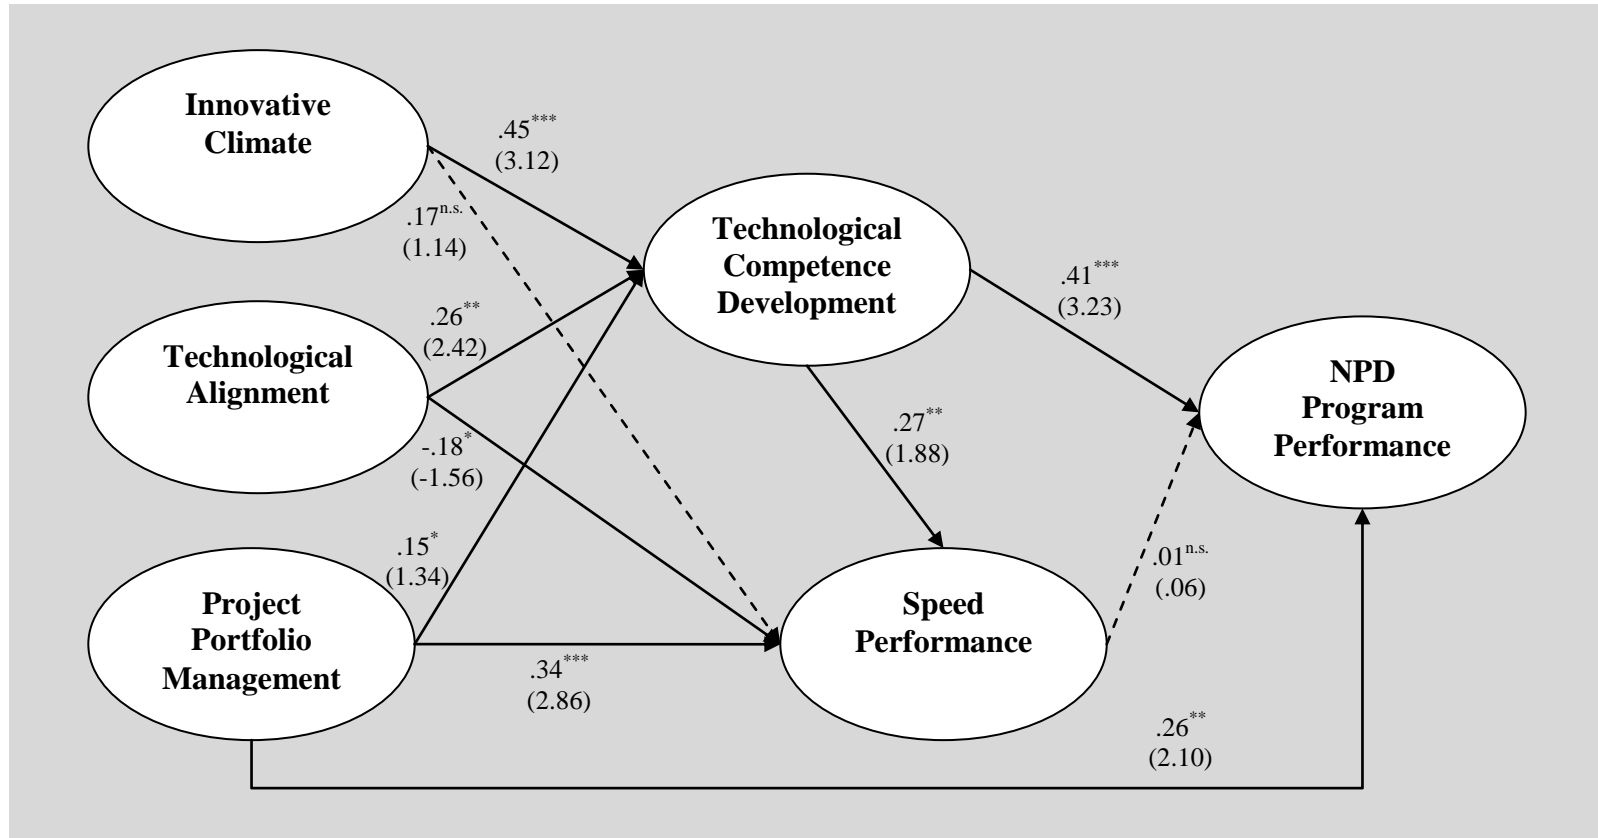 Innovative
Climate
.45***
(3.12)
.17n.s.
(1.14)
Technological
Competence
Development
.41***
(3.23)
.26**
(2.42)
Technological
Alignment
NPD
Program
Performance
-.18*
(-1.56)
.27**
(1.88)
.15*
(1.34)
.01n.s.
(.06)
Project
Portfolio
Management
Speed
Performance
.34***
(2.86)
.26**
(2.10)